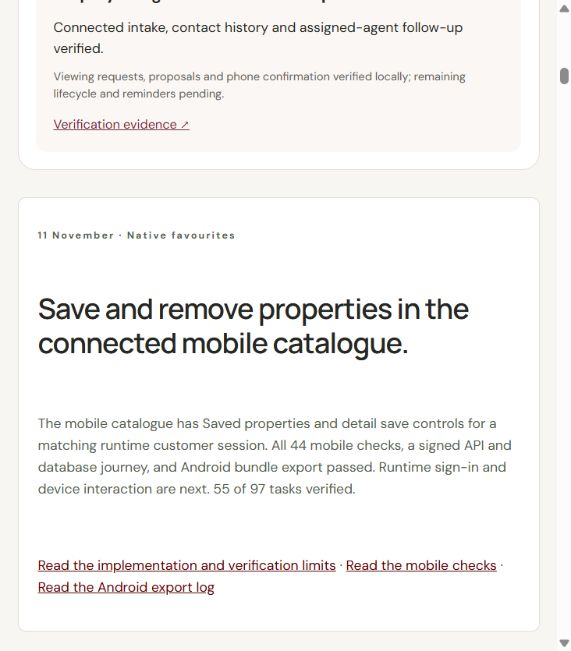 Connected intake, contact history and assigned-agent follow-up
verified.
Viewing requests, proposals and phone confirmation verified locally; remaining
lifecycle and reminders pending.
Verification evidence ↗
11 November · Native favourites
Save and remove properties in the
connected mobile catalogue.
The mobile catalogue has Saved properties and detail save controls for a
matching runtime customer session. All 44 mobile checks, a signed API and
database journey, and Android bundle export passed. Runtime sign-in and
device interaction are next. 55 of 97 tasks verified.
Read the implementation and verification limits · Read the mobile checks ·
Read the Android export log